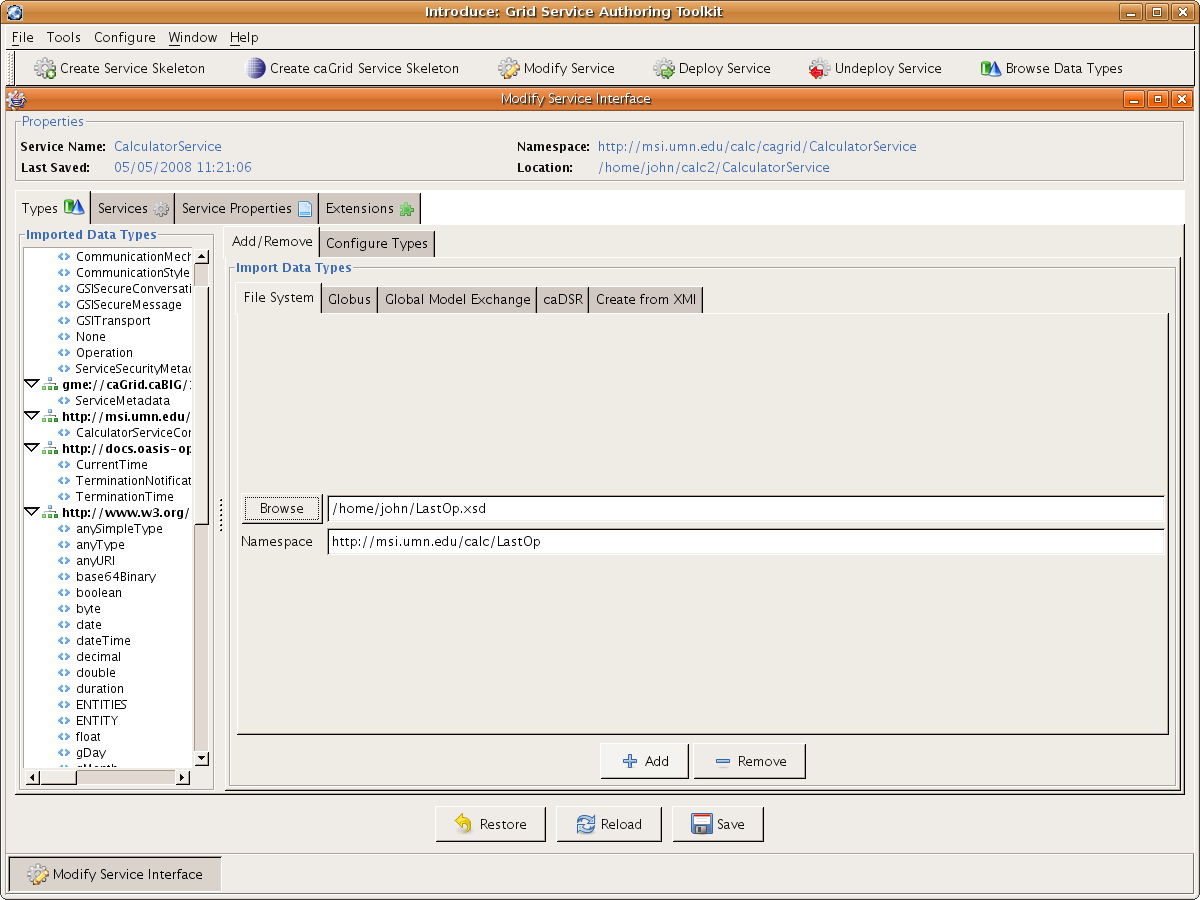 Introduce: Grid Service Authoring Toolkit
File Tools Configure Window Help
Create Service Skeleton Create caGrid Service Skeleton Modify Service Deploy Service Undeploy Service Browse Data Types
Modify Service Interface
Properties
Service Name: CalculatorService Namespace: http://msi.umn.edu/calc/cagrid/CalculatorService
Last Saved: 05/05/2008 11:21:06 Location: /home/john/calc2/CalculatorService
Types Services Service Properties Extensions
Imported Data Types
CommunicationMech
CommunicationStyle
GSISecureConversati
GSISecureMessage
GSITransport
None
Operation
ServiceSecurityMetad
gme://caGrid.caBIG/
ServiceMetadata
http://msi.umn.edu/
CalculatorServiceCor
http://docs.oasis-op
CurrentTime
TerminationNotificat
TerminationTime
http://www.w3.org/
anySimpleType
anyType
anyURI
base64Binary
boolean
byte
date
dateTime
decimal
double
duration
ENTITIES
ENTITY
float
gDay
Add/Remove Configure Types
Import Data Types
File System Globus Global Model Exchange caDSR Create from XMI
Browse /home/john/LastOp.xsd
Namespace http://msi.umn.edu/calc/LastOp
Add Remove
Restore Reload Save
Modify Service Interface